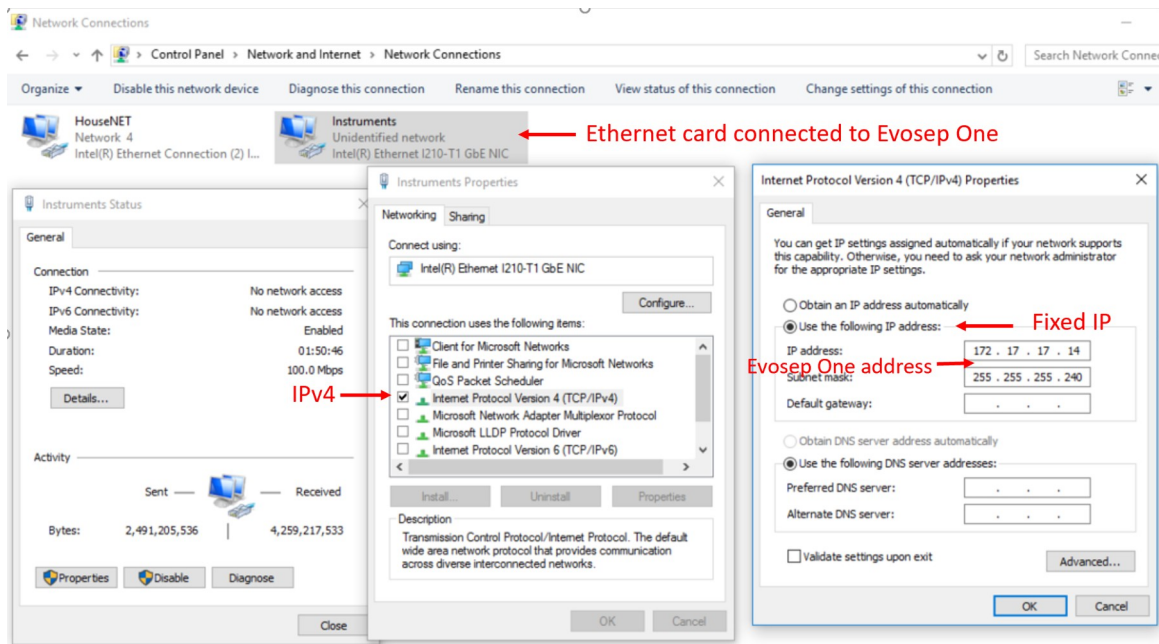 Network Connections
Control Panel > Network and Internet > Network Connections
Search Network Conne
Organize
Disable this network device
Diagnose this connection
Rename this connection
View status of this connection
Change settings of this connection
HouseNET
Network 4
Intel(R) Ethernet Connection (2) I...
Instruments
Unidentified network
Intel(R) Ethernet I210-T1 GbE NIC
Ethernet card connected to Evosep One
Instruments Status
General
Connection
IPv4 Connectivity: No network access
IPv6 Connectivity: No network access
Media State: Enabled
Duration: 01:50:46
Speed: 100.0 Mbps
Details...
Activity
Sent — — Received
Bytes: 2,491,205,536 | 4,259,217,533
Properties
Disable
Diagnose
Close
Instruments Properties
Networking
Sharing
Connect using:
Intel(R) Ethernet I210-T1 GbE NIC
Configure...
This connection uses the following items:
Client for Microsoft Networks
File and Printer Sharing for Microsoft Networks
QoS Packet Scheduler
IPv4
Internet Protocol Version 4 (TCP/IPv4)
Microsoft Network Adapter Multiplexor Protocol
Microsoft LLDP Protocol Driver
Internet Protocol Version 6 (TCP/IPv6)
Install...
Uninstall
Properties
Description
Transmission Control Protocol/Internet Protocol. The default
wide area network protocol that provides communication
across diverse interconnected networks.
OK
Cancel
Internet Protocol Version 4 (TCP/IPv4) Properties
General
You can get IP settings assigned automatically if your network supports
this capability. Otherwise, you need to ask your network administrator
for the appropriate IP settings.
Obtain an IP address automatically
Use the following IP address:
Fixed IP
IP address: 172 . 17 . 17 . 14
Evosep One address
Subnet mask: 255 . 255 . 255 . 240
Default gateway: . . .
Obtain DNS server address automatically
Use the following DNS server addresses:
Preferred DNS server: . . .
Alternate DNS server: . . .
Validate settings upon exit
Advanced...
OK
Cancel